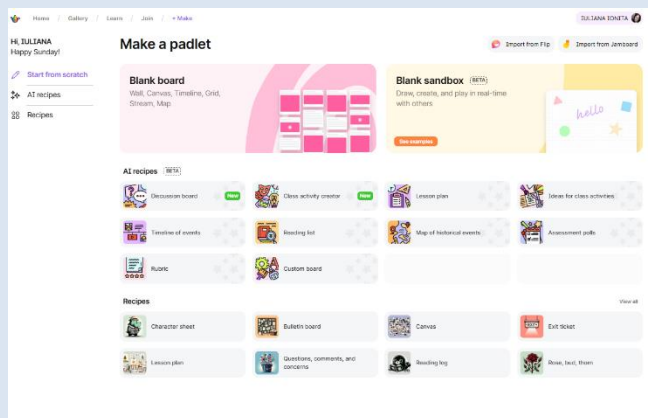 Home / Gallery / Learn / Join / + Make
IULIANA IONITA
Hi, IULIANA
Happy Sunday!
Start from scratch
AI recipes
Recipes
Make a padlet
Import from Flip
Import from Jamboard
Blank board
Wall, Canvas, Timeline, Grid,
Stream, Map.
Blank sandbox BETA
Draw, create, and play in real-time
with others
See examples
hello
AI recipes BETA
Discussion board New
Class activity creator New
Lesson plan
Ideas for class activities
Timeline of events
Reading list
Map of historical events
Assessment polls
Rubric
Custom board
Recipes
View all
Character sheet
Bulletin board
Canvas
Exit ticket
Lesson plan
Questions, comments, and
concerns
Reading log
Rose, bud, thorn